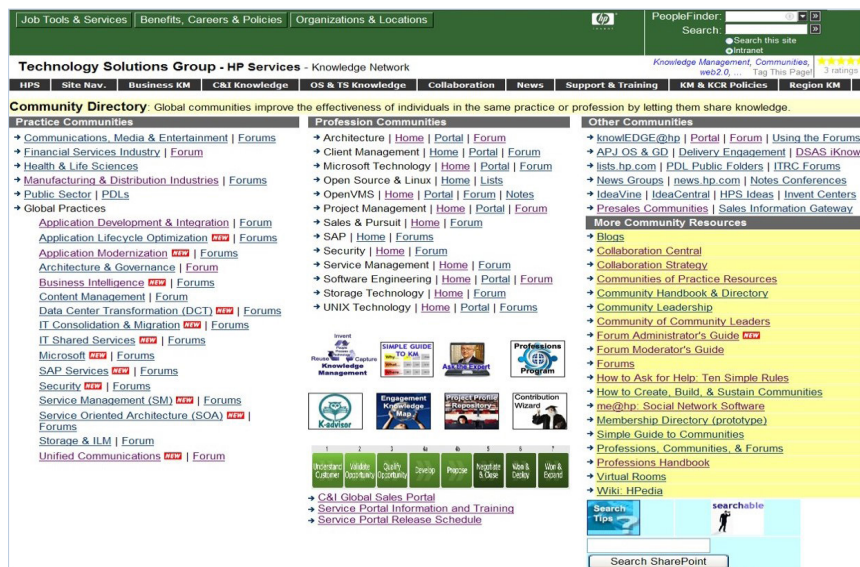 Job Tools & Services | Benefits, Careers & Policies | Organizations & Locations
hp
invent
PeopleFinder:
Search:
Search this site
Intranet
Technology Solutions Group - HP Services - Knowledge Network
Knowledge Management, Communities,
web2.0, ... Tag This Page!
3 ratings
HPS Site Nav. Business KM C&I Knowledge OS & TS Knowledge Collaboration News Support & Training KM & KCR Policies Region KM
Community Directory: Global communities improve the effectiveness of individuals in the same practice or profession by letting them share knowledge.
Practice Communities
Communications, Media & Entertainment | Forums
Financial Services Industry | Forum
Health & Life Sciences
Manufacturing & Distribution Industries | Forums
Public Sector | PDLs
Global Practices
Application Development & Integration | Forum
Application Lifecycle Optimization NEW | Forums
Application Modernization NEW | Forums
Architecture & Governance | Forum
Business Intelligence NEW | Forums
Content Management | Forum
Data Center Transformation (DCT) NEW | Forums
IT Consolidation & Migration NEW | Forums
IT Shared Services NEW | Forums
Microsoft NEW | Forums
SAP Services NEW | Forums
Security NEW | Forums
Service Management (SM) NEW | Forums
Service Oriented Architecture (SOA) NEW |
Forums
Storage & ILM | Forum
Unified Communications NEW | Forum
Profession Communities
Architecture | Home | Portal | Forum
Client Management | Home | Portal | Forum
Microsoft Technology | Home | Portal | Forum
Open Source & Linux | Home | Lists
OpenVMS | Home | Portal | Forum | Notes
Project Management | Home | Portal | Forum
Sales & Pursuit | Home | Forum
SAP | Home | Forums
Security | Home | Forum
Service Management | Home | Forum
Software Engineering | Home | Portal | Forum
Storage Technology | Home | Forum
UNIX Technology | Home | Portal | Forums
Invent
Reuse Capture
Knowledge
Management
SIMPLE GUIDE
TO KM
Ask the Expert
Professions
Program
K-advisor
Engagement
Knowledge
Map
Project Profile
Repository
Contribution
Wizard
1 2 3 4a 4b 5 6 7
Understand Customer
Validate Opportunity
Qualify Opportunity
Develop
Propose
Negotiate & Close
Won & Deploy
Won & Expand
C&I Global Sales Portal
Service Portal Information and Training
Service Portal Release Schedule
Other Communities
knowlEDGE@hp | Portal | Forum | Using the Forums
APJ OS & GD | Delivery Engagement | DSAS iKnow
lists.hp.com | PDL Public Folders | ITRC Forums
News Groups | news.hp.com | Notes Conferences
IdeaVine | IdeaCentral | HPS Ideas | Invent Centers
Presales Communities | Sales Information Gateway
More Community Resources
Blogs
Collaboration Central
Collaboration Strategy
Communities of Practice Resources
Community Handbook & Directory
Community Leadership
Community of Community Leaders
Forum Administrator's Guide NEW
Forum Moderator's Guide
Forums
How to Ask for Help: Ten Simple Rules
How to Create, Build, & Sustain Communities
me@hp: Social Network Software
Membership Directory (prototype)
Simple Guide to Communities
Professions, Communities, & Forums
Professions Handbook
Virtual Rooms
Wiki: HPedia
Search
Tips
searchable
Search SharePoint